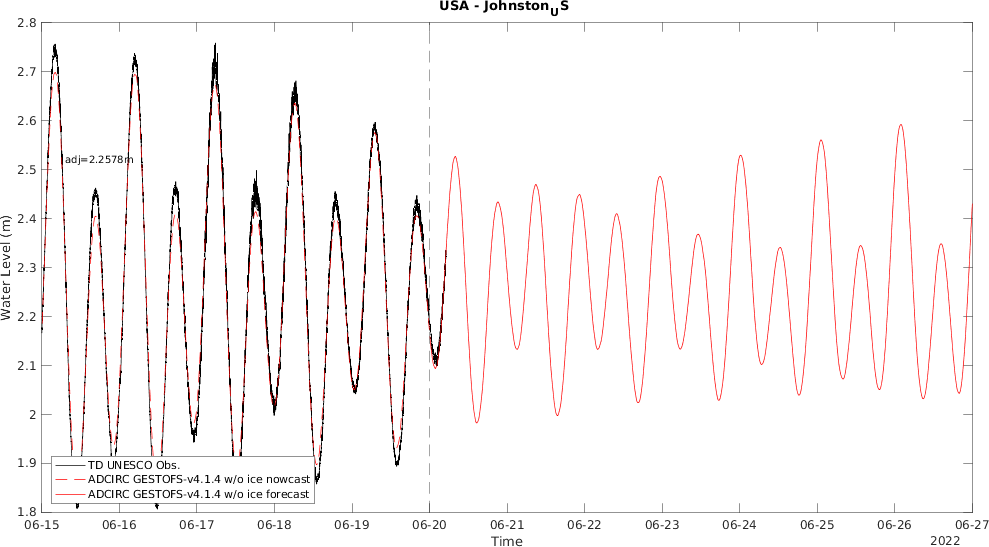 USA - Johnston_US
2.8
2.7
2.6
2.5
2.4
2.3
2.2
2.1
2
1.9
1.8
Water Level (m)
adj=2.2578m
TD UNESCO Obs.
ADCIRC GESTOFS-v4.1.4 w/o ice nowcast
ADCIRC GESTOFS-v4.1.4 w/o ice forecast
06-15 06-16 06-17 06-18 06-19 06-20 06-21 06-22 06-23 06-24 06-25 06-26 06-27
Time
2022